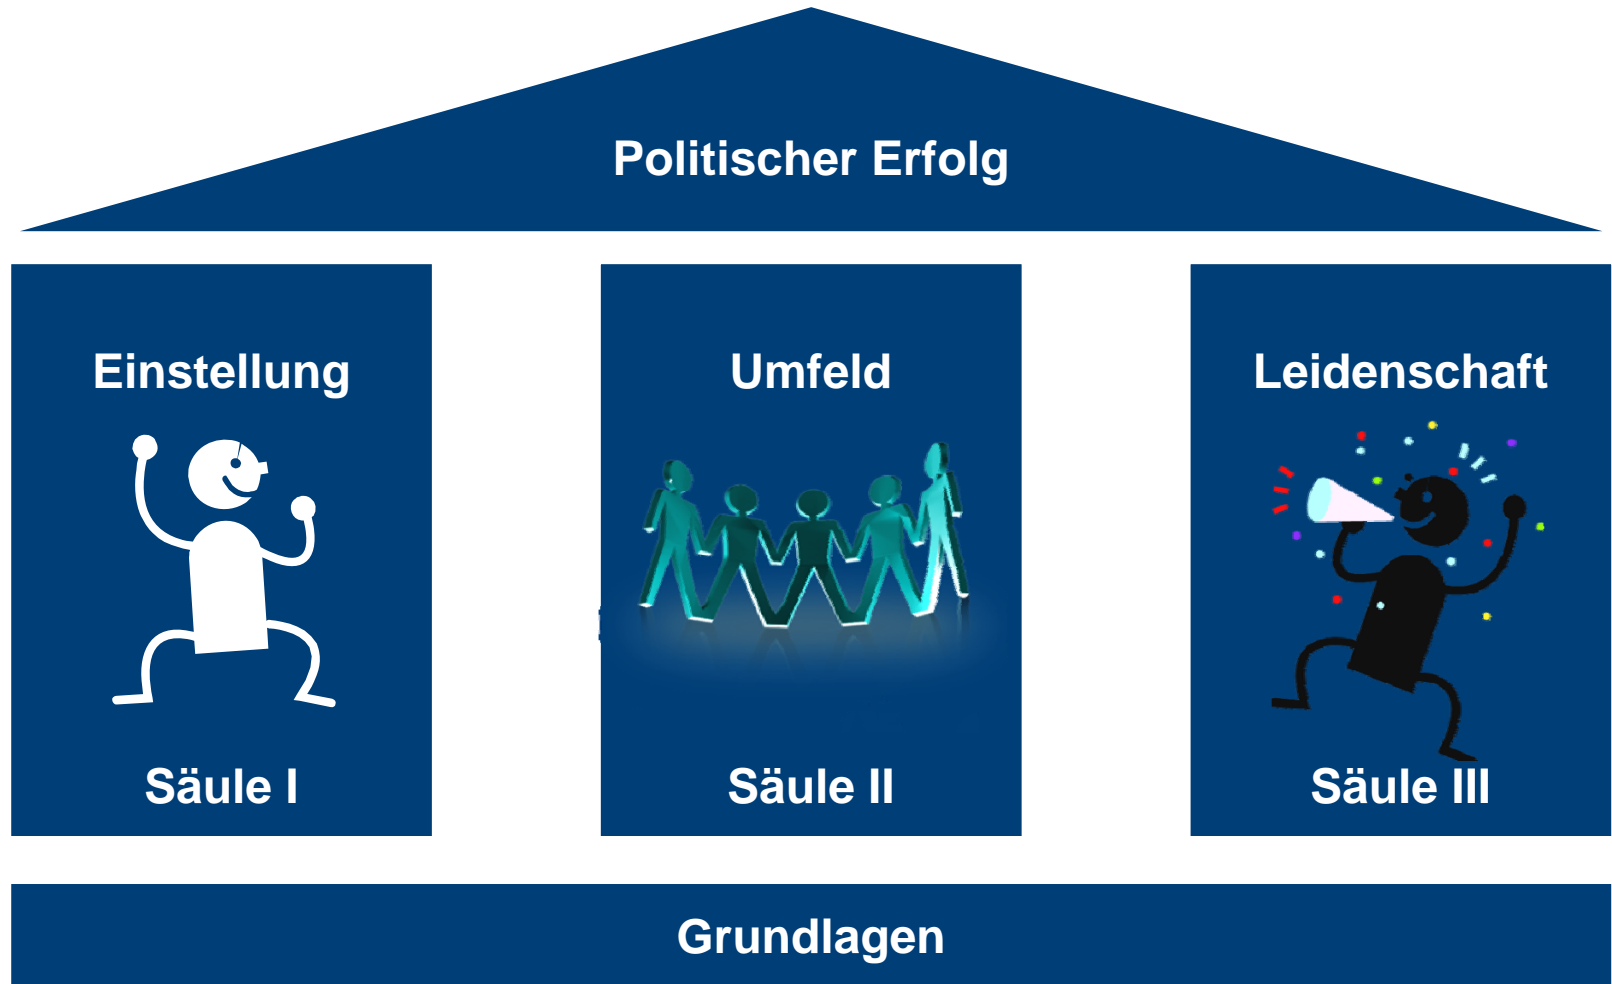 Politischer Erfolg
Einstellung
Umfeld
Leidenschaft
Säule I
Säule II
Säule III
Grundlagen